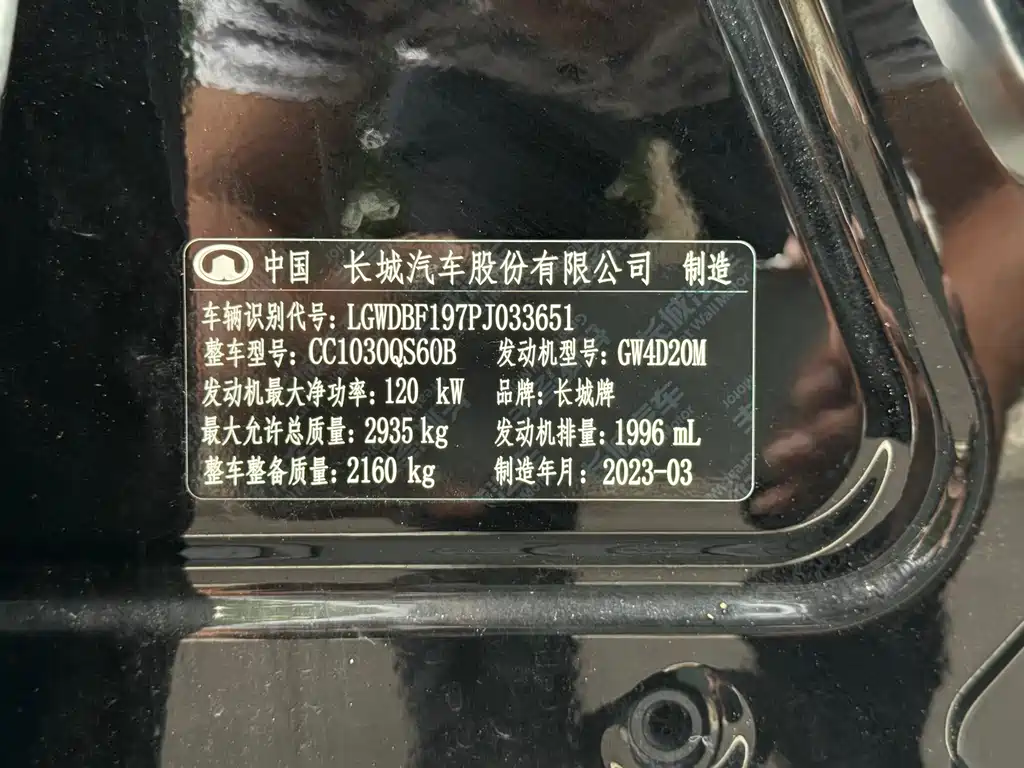 中国 长城汽车股份有限公司 制造
车辆识别代号: LGWDBF197PJ033651
整车型号: CC1030QS60B 发动机型号: GW4D20M
发动机最大净功率: 120 kW 品牌: 长城牌
最大允许总质量: 2935 kg 发动机排量: 1996 mL
整车整备质量: 2160 kg 制造年月: 2023-03